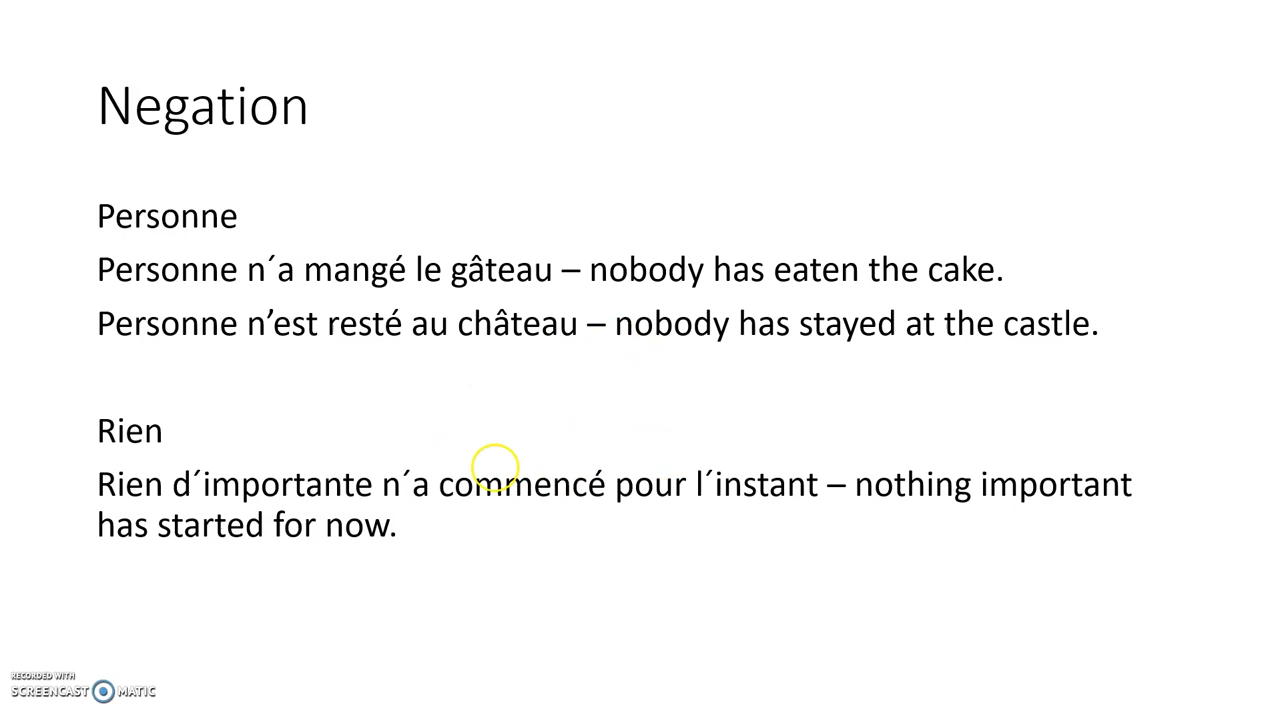 Negation
Personne
Personne n´a mangé le gâteau – nobody has eaten the cake.
Personne n’est resté au château – nobody has stayed at the castle.
Rien
Rien d´importante n´a commencé pour l´instant – nothing important
has started for now.
RECORDED WITH
SCREENCAST MATIC